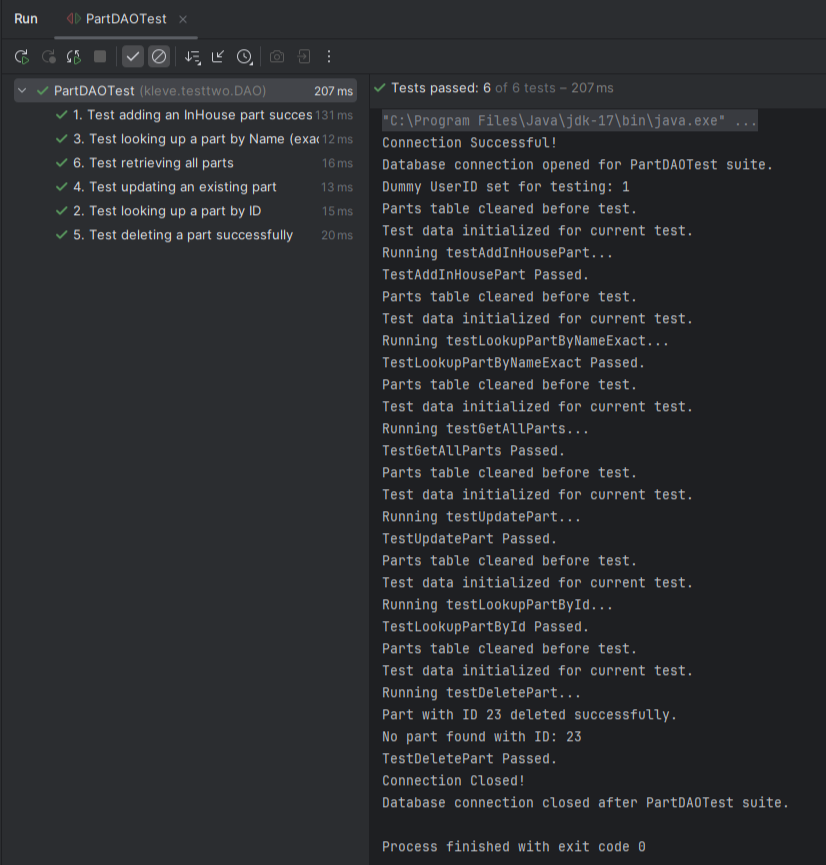 Run PartDAOTest ×
PartDAOTest (kleve.testtwo.DAO) 207 ms
1. Test adding an InHouse part succes 131 ms
3. Test looking up a part by Name (exac 12 ms
6. Test retrieving all parts 16 ms
4. Test updating an existing part 13 ms
2. Test looking up a part by ID 15 ms
5. Test deleting a part successfully 20 ms
Tests passed: 6 of 6 tests – 207 ms
"C:\Program Files\Java\jdk-17\bin\java.exe" ...
Connection Successful!
Database connection opened for PartDAOTest suite.
Dummy UserID set for testing: 1
Parts table cleared before test.
Test data initialized for current test.
Running testAddInHousePart...
TestAddInHousePart Passed.
Parts table cleared before test.
Test data initialized for current test.
Running testLookupPartByNameExact...
TestLookupPartByNameExact Passed.
Parts table cleared before test.
Test data initialized for current test.
Running testGetAllParts...
TestGetAllParts Passed.
Parts table cleared before test.
Test data initialized for current test.
Running testUpdatePart...
TestUpdatePart Passed.
Parts table cleared before test.
Test data initialized for current test.
Running testLookupPartById...
TestLookupPartById Passed.
Parts table cleared before test.
Test data initialized for current test.
Running testDeletePart...
Part with ID 23 deleted successfully.
No part found with ID: 23
TestDeletePart Passed.
Connection Closed!
Database connection closed after PartDAOTest suite.
Process finished with exit code 0